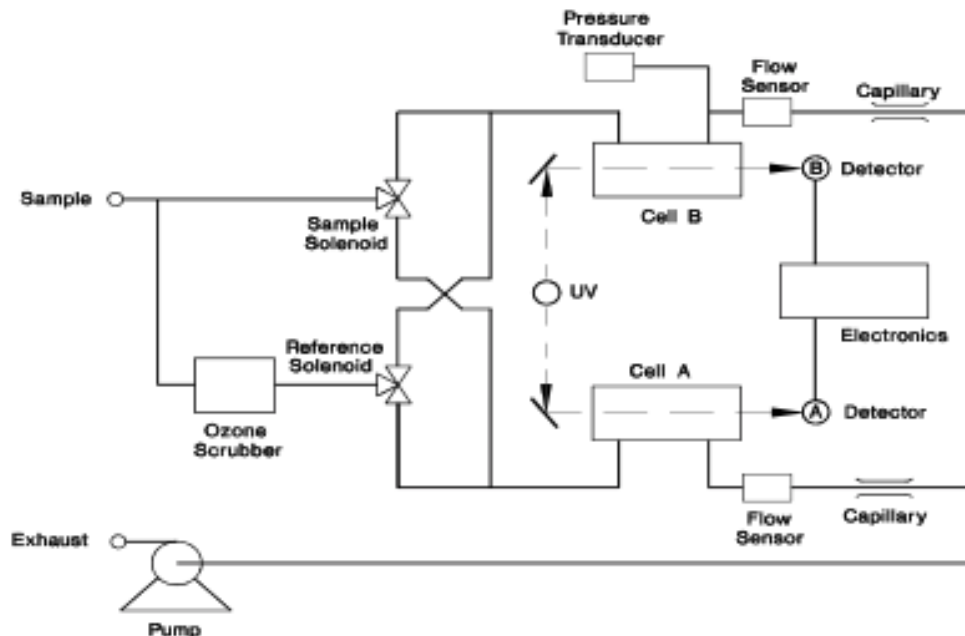 Pressure
Transducer
Flow
Sensor
Capillary
Sample
Sample
Solenoid
Cell B
B
Detector
UV
Electronics
Reference
Solenoid
Cell A
A
Detector
Ozone
Scrubber
Flow
Sensor
Capillary
Exhaust
Pump